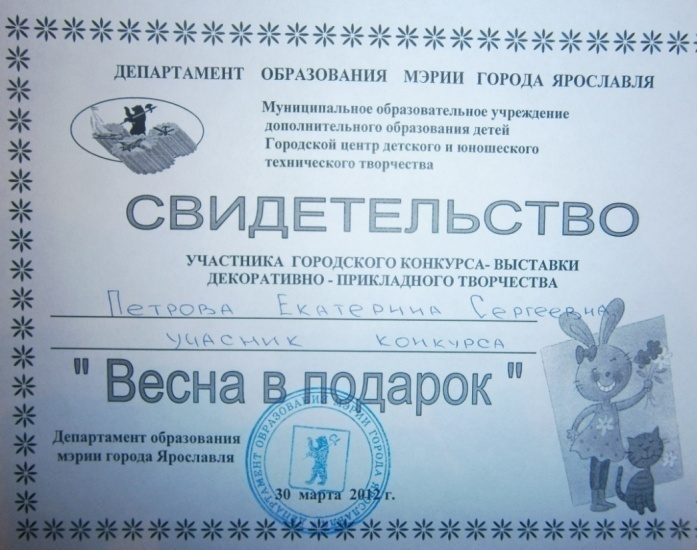 ДЕПАРТАМЕНТ ОБРАЗОВАНИЯ МЭРИИ ГОРОДА ЯРОСЛАВЛЯ
Муниципальное образовательное учреждение
дополнительного образования детей
Городской центр детского и юношеского
технического творчества
СВИДЕТЕЛЬСТВО
УЧАСТНИКА ГОРОДСКОГО КОНКУРСА- ВЫСТАВКИ
ДЕКОРАТИВНО - ПРИКЛАДНОГО ТВОРЧЕСТВА
Петрова Екатерина Сергеевна
учасник конкурса
" Весна в подарок "
Департамент образования
мэрии города Ярославля
ДЕПАРТАМЕНТ ОБРАЗОВАНИЯ МЭРИИ ГОРОДА ЯРОСЛАВЛЯ
30 марта 2012 г.